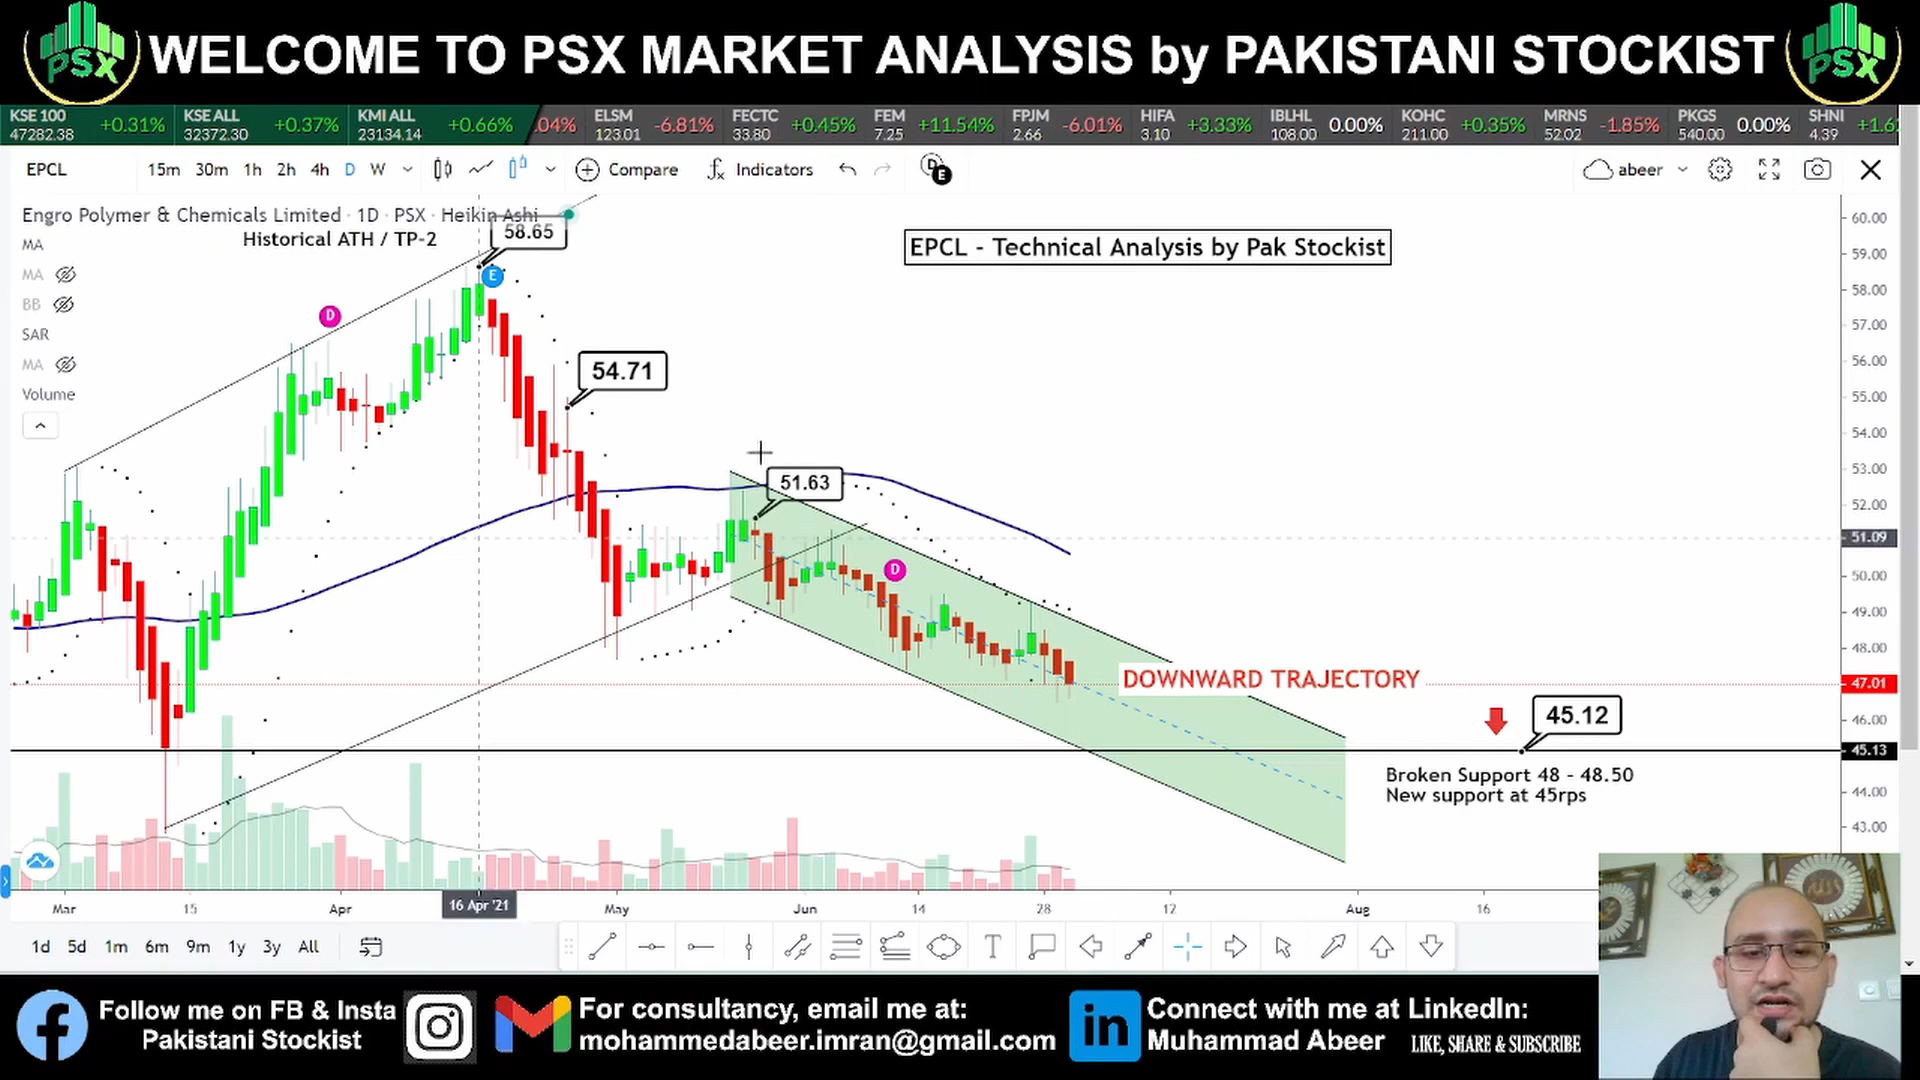 PSX
WELCOME TO PSX MARKET ANALYSIS by PAKISTANI STOCKIST
PSX
KSE 100 47282.38 +0.31%
KSE ALL 32372.30 +0.37%
KMI ALL 23134.14 +0.66%
.04%
ELSM 123.01 -6.81%
FECTC 33.80 +0.45%
FEM 7.25 +11.54%
FPJM 2.66 -6.01%
HIFA 3.10 +3.33%
IBLHL 108.00 0.00%
KOHC 211.00 +0.35%
MRNS 52.02 -1.85%
PKGS 540.00 0.00%
SHNI 4.39 +1.6
EPCL 15m 30m 1h 2h 4h D W Compare Indicators D E abeer
Engro Polymer & Chemicals Limited · 1D · PSX · Heikin Ashi
Historical ATH / TP-2
58.65
EPCL - Technical Analysis by Pak Stockist
MA
MA
BB
SAR
MA
Volume
E
D
54.71
51.63
D
DOWNWARD TRAJECTORY
45.12
Broken Support 48 - 48.50
New support at 45rps
60.00
59.00
58.00
57.00
56.00
55.00
54.00
53.00
52.00
51.09
50.00
49.00
48.00
47.01
46.00
45.13
44.00
43.00
Mar 15 Apr 16 Apr '21 May Jun 14 28 12 Aug 16
1d 5d 1m 6m 9m 1y 3y All
T
Follow me on FB & Insta
Pakistani Stockist
For consultancy, email me at:
mohammedabeer.imran@gmail.com
in
Connect with me at LinkedIn:
Muhammad Abeer
LIKE, SHARE & SUBSCRIBE